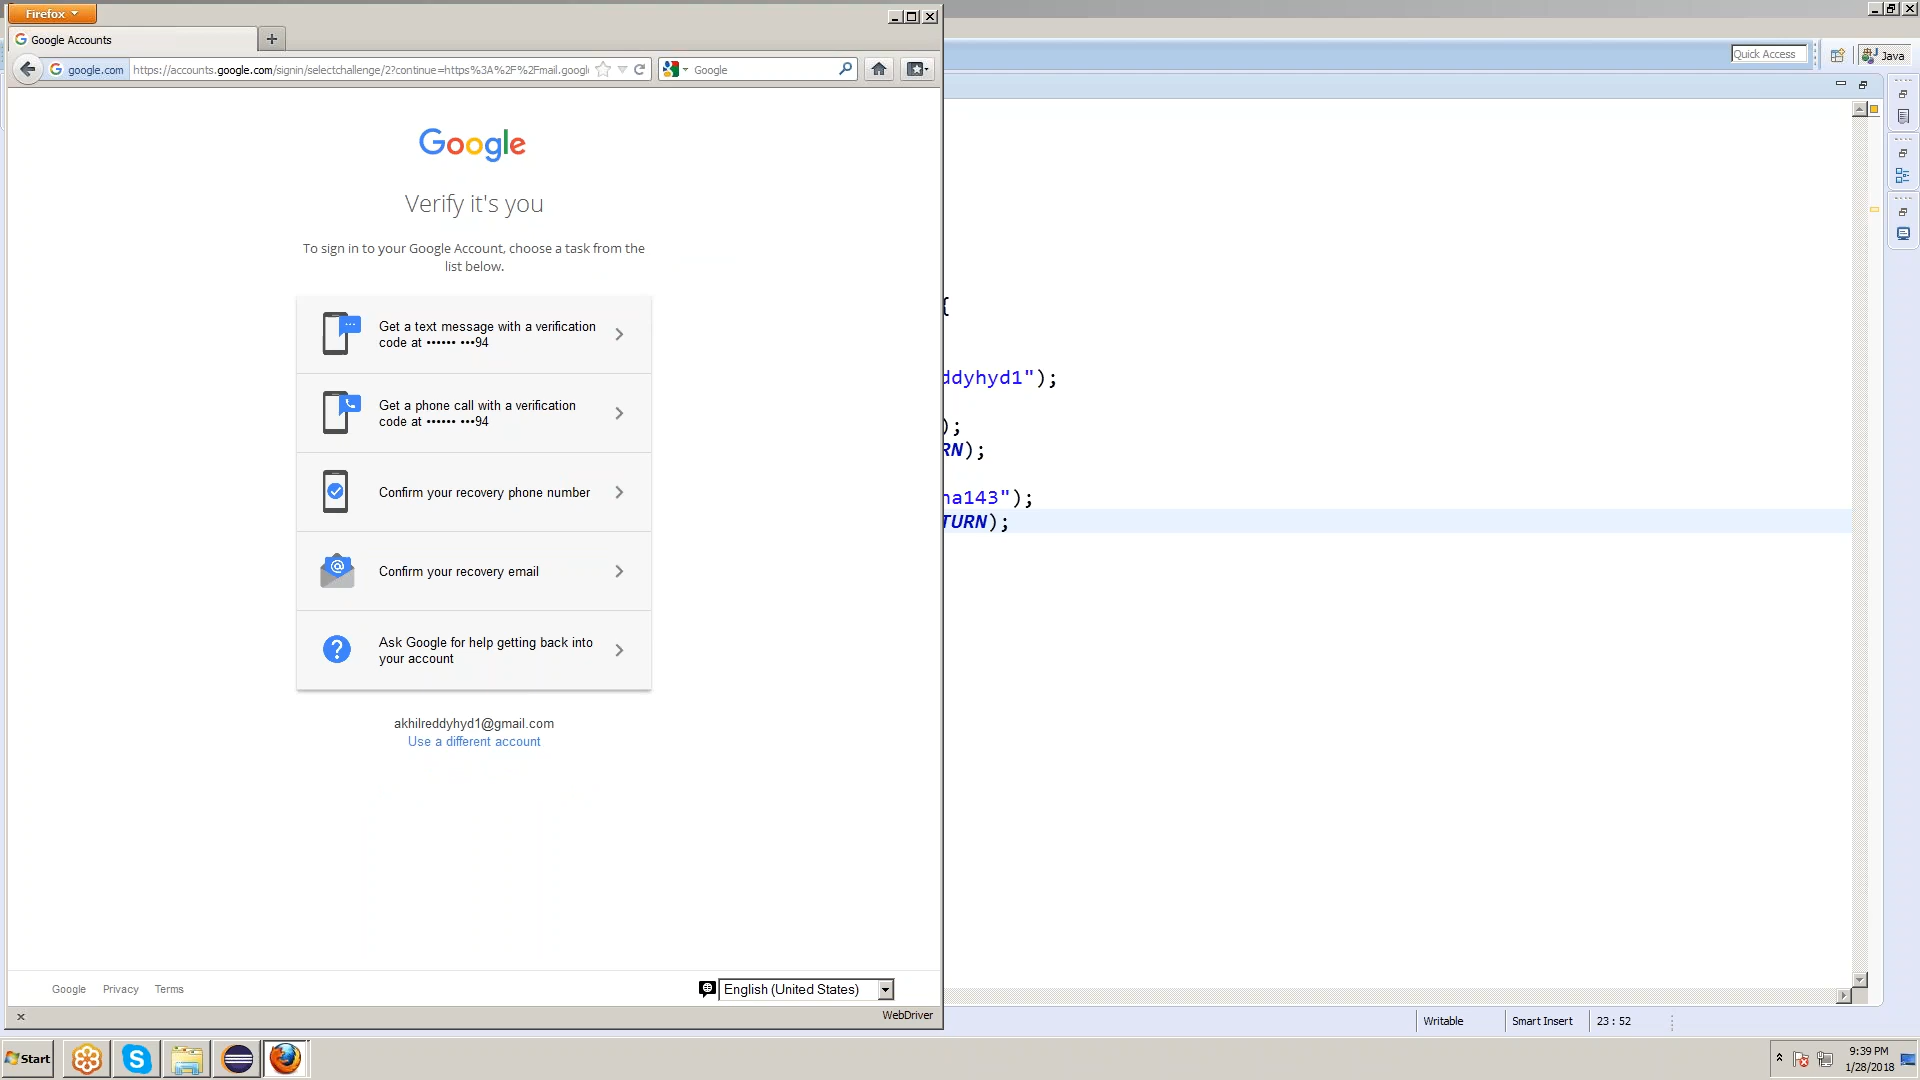 Firefox
Google Accounts
google.com
https://accounts.google.com/signin/selectchallenge/2?continue=https%3A%2F%2Fmail.googl
Google
Quick Access
Java
Google
Verify it's you
To sign in to your Google Account, choose a task from the
list below.
Get a text message with a verification
code at •••••• •••94
Get a phone call with a verification
code at •••••• •••94
Confirm your recovery phone number
Confirm your recovery email
Ask Google for help getting back into
your account
akhilreddyhyd1@gmail.com
Use a different account
{
ddyhyd1");
);
RN);
na143");
TURN);
Google
Privacy
Terms
English (United States)
WebDriver
Writable
Smart Insert
23 : 52
Start
9:39 PM
1/28/2018